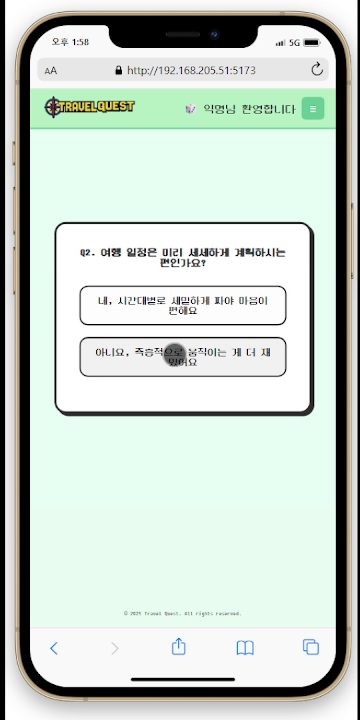 오후 1:58
5G
AA http://192.168.205.51:5173
TRAVEL QUEST 익명님 환영합니다
Q2. 여행 일정은 미리 세세하게 계획하시는
편인가요?
네, 시간대별로 세밀하게 짜야 마음이
편해요
아니요, 즉흥적으로 움직이는 게 더 재
있어요
© 2025 Travel Quest. All rights reserved.